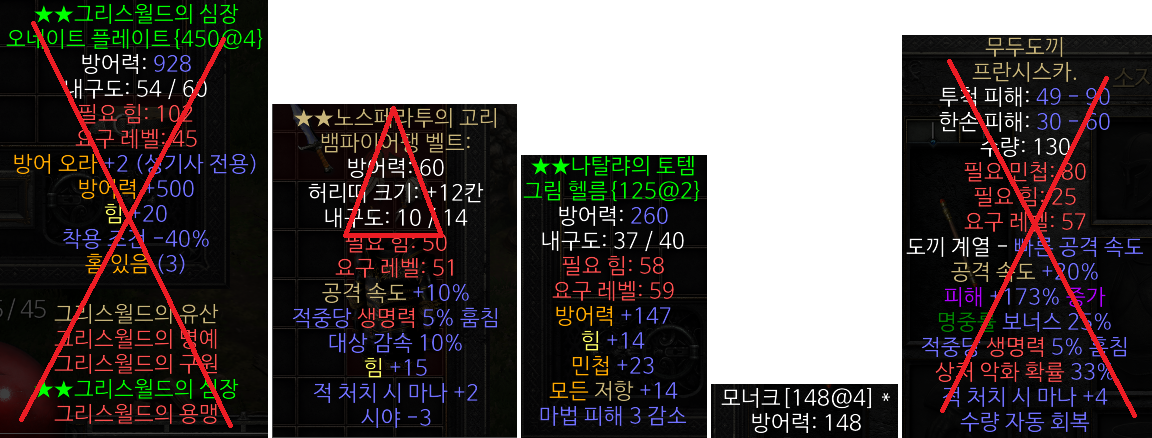 ★★그리스월드의 심장
오네이트 플레이트{450@4}
방어력: 928
내구도: 54 / 60
필요 힘: 102
요구 레벨: 45
방어 오라 +2 (성기사 전용)
방어력 +500
힘 +20
착용 조건 -40%
홈 있음 (3)
5 / 45
그리스월드의 유산
그리스월드의 명예
그리스월드의 구원
★★그리스월드의 심장
그리스월드의 용맹
★★노스페라투의 고리
뱀파이어팽 벨트:
방어력: 60
허리띠 크기: +12칸
내구도: 10 / 14
필요 힘: 50
요구 레벨: 51
공격 속도 +10%
적중당 생명력 5% 훔침
대상 감속 10%
힘 +15
적 처치 시 마나 +2
시야 -3
★★나탈랴의 토템
그림 헬름{125@2}
방어력: 260
내구도: 37 / 40
필요 힘: 58
요구 레벨: 59
방어력 +147
힘 +14
민첩 +23
모든 저항 +14
마법 피해 3 감소
모너크[148@4] *
방어력: 148
무두도끼
프란시스카.
소지
투척 피해: 49 - 90
한손 피해: 30 - 60
수량: 130
필요 민첩: 80
필요 힘: 25
요구 레벨: 57
도끼 계열 - 빠른 공격 속도
공격 속도 +20%
피해 +173% 증가
명중률 보너스 25%
적중당 생명력 5% 훔침
상처 악화 확률 33%
적 처치 시 마나 +4
수량 자동 회복